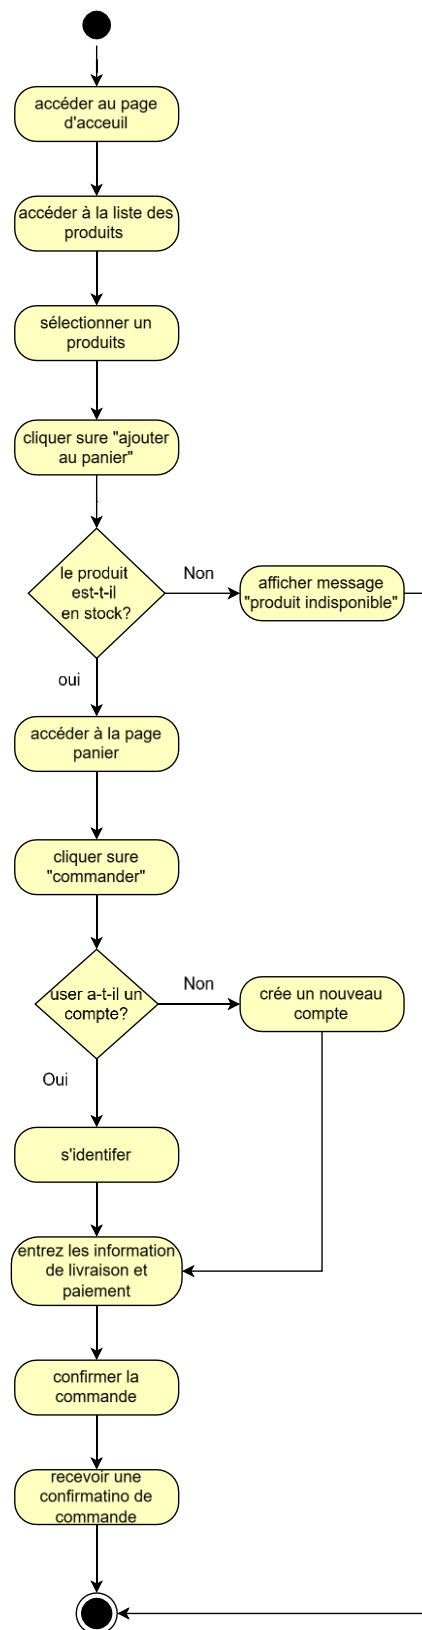 accéder au page
d'acceuil
accéder à la liste des
produits
sélectionner un
produits
cliquer sure "ajouter
au panier"
le produit
est-t-il
en stock?
Non
afficher message
"produit indisponible"
oui
accéder à la page
panier
cliquer sure
"commander"
user a-t-il un
compte?
Non
crée un nouveau
compte
Oui
s'identifer
entrez les information
de livraison et
paiement
confirmer la
commande
recevoir une
confirmatino de
commande